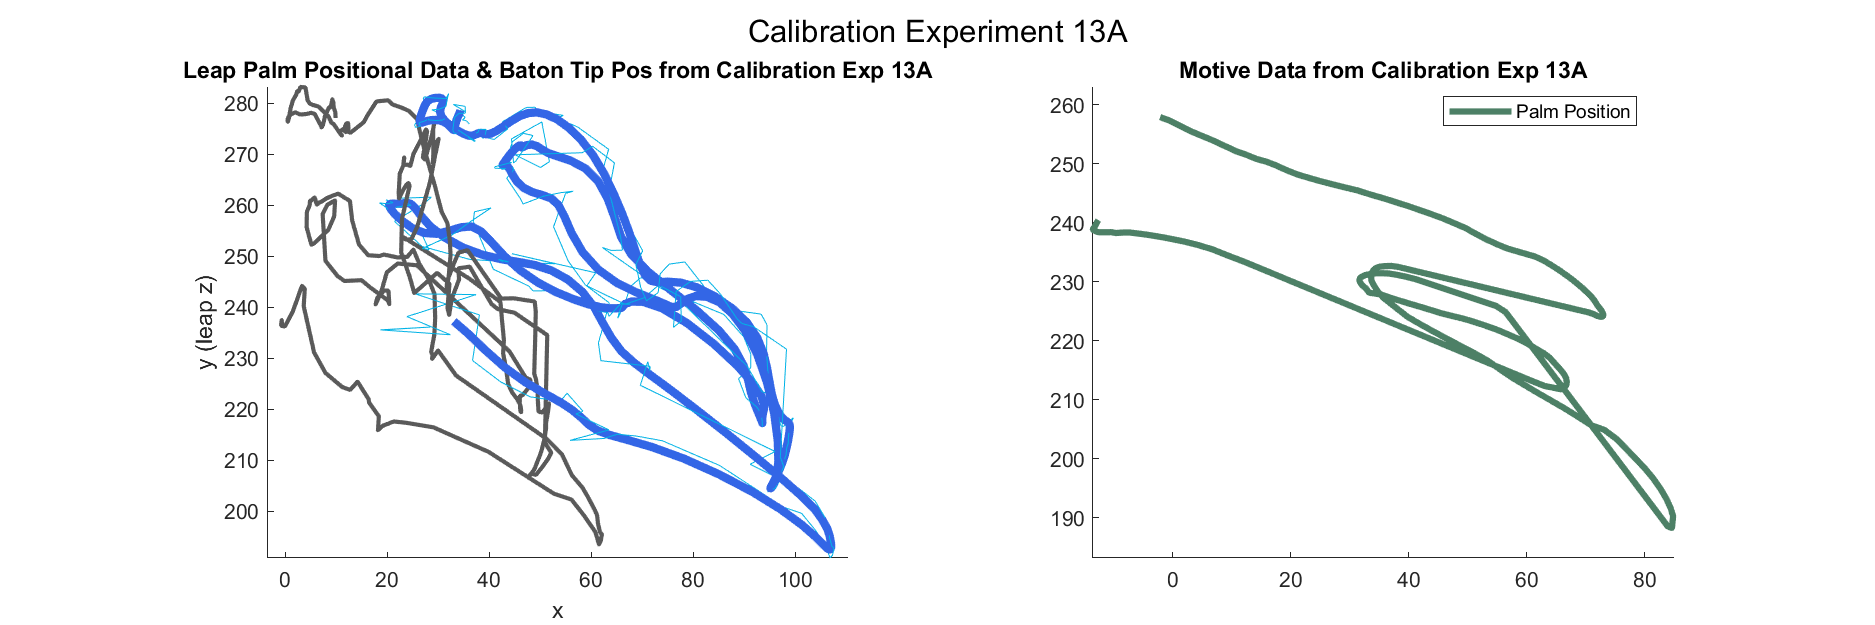 Calibration Experiment 13A
Leap Palm Positional Data & Baton Tip Pos from Calibration Exp 13A
280
270
260
250
240
230
220
210
200
y (leap z)
0 20 40 60 80 100
x
Motive Data from Calibration Exp 13A
Palm Position
260
250
240
230
220
210
200
190
0 20 40 60 80